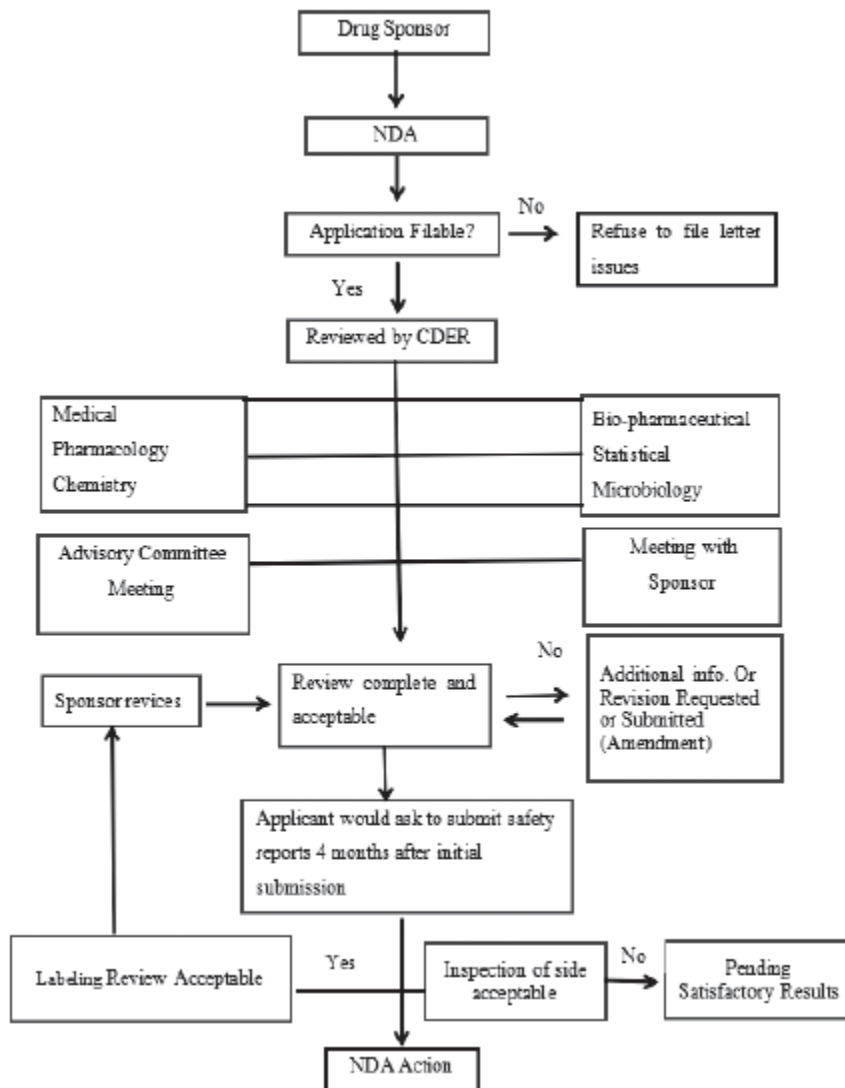 Drug Sponsor
NDA
Application Filable?
No
Refuse to file letter
issues
Yes
Reviewed by CDER
Medical
Pharmacology
Chemistry
Bio-pharmaceutical
Statistical
Microbiology
Advisory Committee
Meeting
Meeting with
Sponsor
Sponsor revices
Review complete and
acceptable
No
Additional info. Or
Revision Requested
or Submitted
(Amendment)
Applicant would ask to submit safety
reports 4 months after initial
submission
Labeling Review Acceptable
Yes
Inspection of side
acceptable
No
Pending
Satisfactory Results
NDA Action